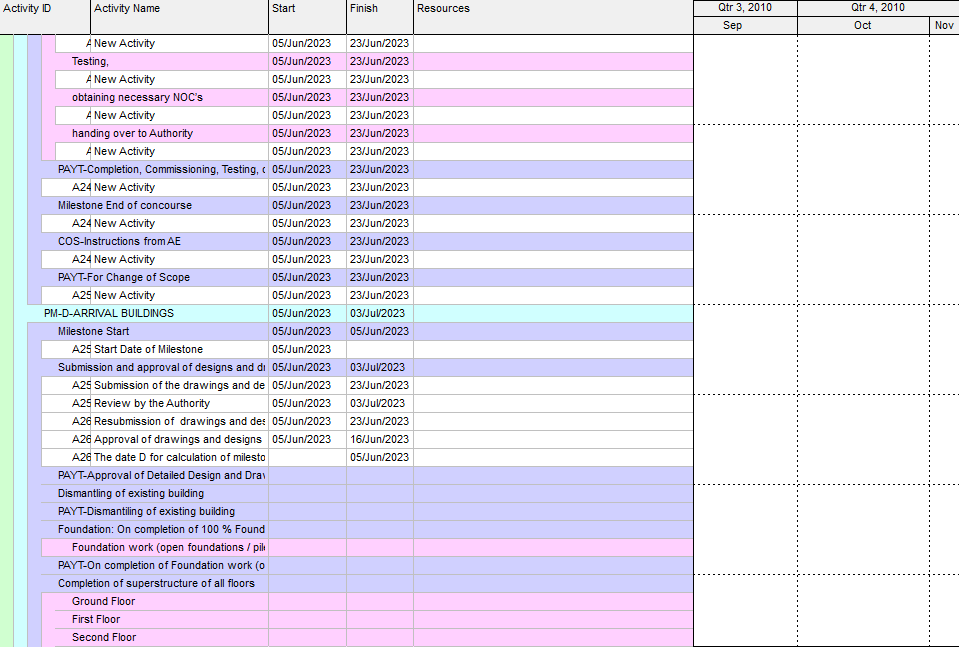 Activity ID Activity Name Start Finish Resources Qtr 3, 2010 Qtr 4, 2010
Sep Oct Nov
A New Activity 05/Jun/2023 23/Jun/2023
Testing, 05/Jun/2023 23/Jun/2023
A New Activity 05/Jun/2023 23/Jun/2023
obtaining necessary NOC's 05/Jun/2023 23/Jun/2023
A New Activity 05/Jun/2023 23/Jun/2023
handing over to Authority 05/Jun/2023 23/Jun/2023
A New Activity 05/Jun/2023 23/Jun/2023
PAYT-Completion, Commissioning, Testing, 05/Jun/2023 23/Jun/2023
A24 New Activity 05/Jun/2023 23/Jun/2023
Milestone End of concourse 05/Jun/2023 23/Jun/2023
A24 New Activity 05/Jun/2023 23/Jun/2023
COS-Instructions from AE 05/Jun/2023 23/Jun/2023
A24 New Activity 05/Jun/2023 23/Jun/2023
PAYT-For Change of Scope 05/Jun/2023 23/Jun/2023
A25 New Activity 05/Jun/2023 23/Jun/2023
PM-D-ARRIVAL BUILDINGS 05/Jun/2023 03/Jul/2023
Milestone Start 05/Jun/2023 05/Jun/2023
A25 Start Date of Milestone 05/Jun/2023
Submission and approval of designs and 05/Jun/2023 03/Jul/2023
A25 Submission of the drawings and de 05/Jun/2023 23/Jun/2023
A25 Review by the Authority 05/Jun/2023 03/Jul/2023
A26 Resubmission of drawings and des 05/Jun/2023 23/Jun/2023
A26 Approval of drawings and designs 05/Jun/2023 16/Jun/2023
A26 The date D for calculation of milesto 05/Jun/2023
PAYT-Approval of Detailed Design and Draw
Dismantling of existing building
PAYT-Dismantiling of existing building
Foundation: On completion of 100 % Found
Foundation work (open foundations / pil
PAYT-On completion of Foundation work (o
Completion of superstructure of all floors
Ground Floor
First Floor
Second Floor